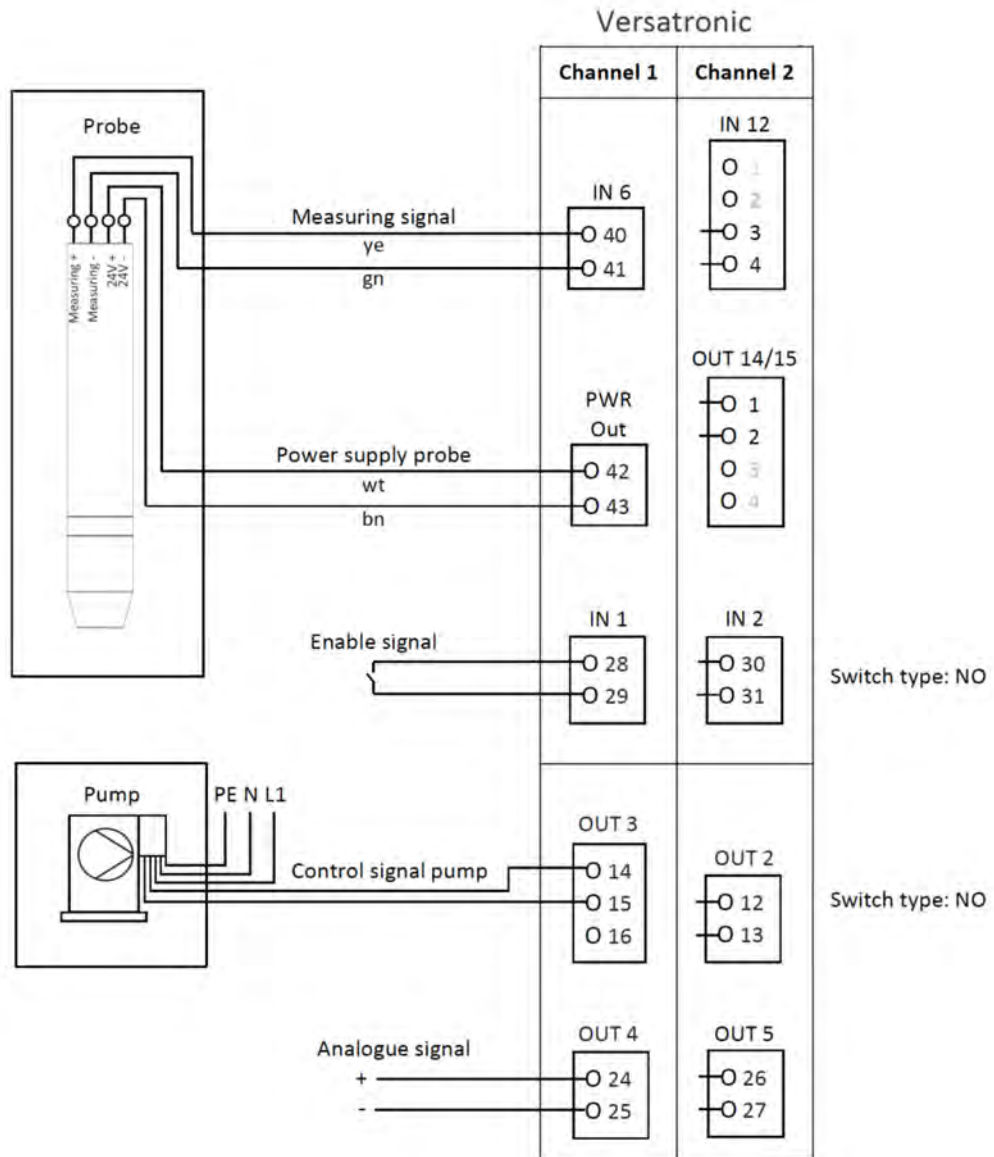 Versatronic
Channel 1 Channel 2
Probe
Measuring +
Measuring -
24V +
24V -
Measuring signal
ye
gn
IN 6
40
41
IN 12
1
2
3
4
Power supply probe
wt
bn
PWR
Out
42
43
OUT 14/15
1
2
3
4
Enable signal
IN 1
28
29
IN 2
30
31
Switch type: NO
Pump
PE N L1
Control signal pump
OUT 3
14
15
16
OUT 2
12
13
Switch type: NO
Analogue signal
+
-
OUT 4
24
25
OUT 5
26
27